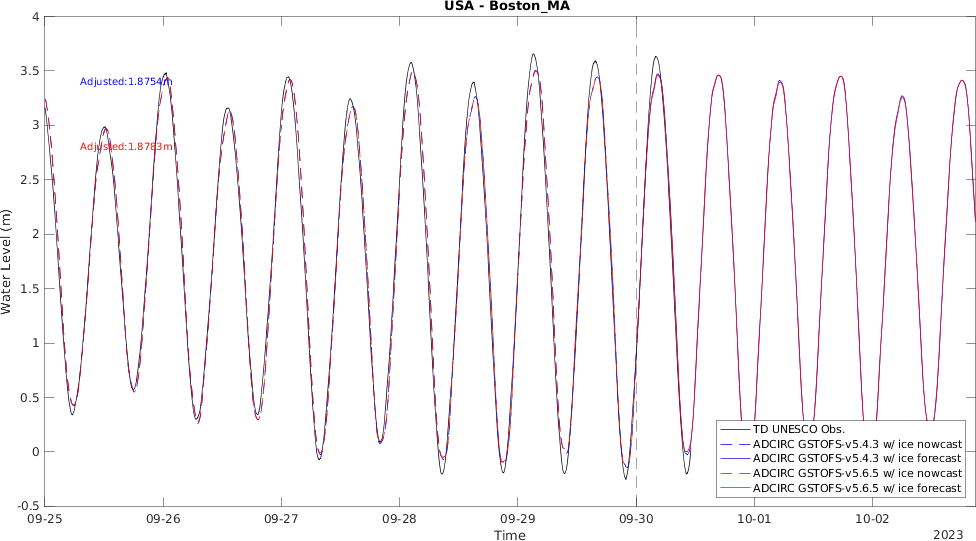 USA - Boston_MA
4
3.5
3
2.5
2
1.5
1
0.5
0
-0.5
Water Level (m)
Adjusted:1.8754m
Adjusted:1.8783m
TD UNESCO Obs.
ADCIRC GSTOFS-v5.4.3 w/ ice nowcast
ADCIRC GSTOFS-v5.4.3 w/ ice forecast
ADCIRC GSTOFS-v5.6.5 w/ ice nowcast
ADCIRC GSTOFS-v5.6.5 w/ ice forecast
09-25 09-26 09-27 09-28 09-29 09-30 10-01 10-02
Time
2023